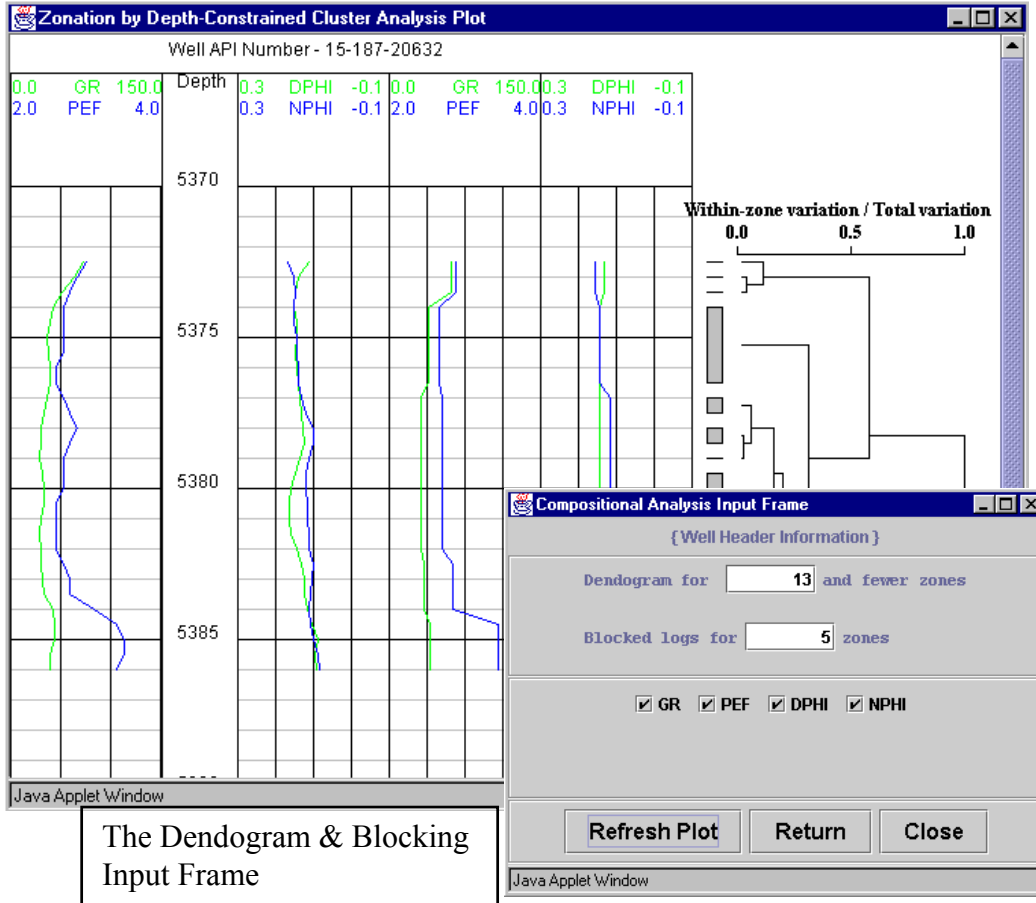 Zonation by Depth-Constrained Cluster Analysis Plot
Well API Number - 15-187-20632
0.0 GR 150.0 Depth 0.3 DPHI -0.1 0.0 GR 150.0 0.3 DPHI -0.1
2.0 PEF 4.0 0.3 NPHI -0.1 2.0 PEF 4.0 0.3 NPHI -0.1
5370
Within-zone variation / Total variation
0.0 0.5 1.0
5375
5380
5385
Java Applet Window
Compositional Analysis Input Frame
{ Well Header Information }
Dendogram for 13 and fewer zones
Blocked logs for 5 zones
GR PEF DPHI NPHI
Refresh Plot Return Close
Java Applet Window
The Dendogram & Blocking
Input Frame